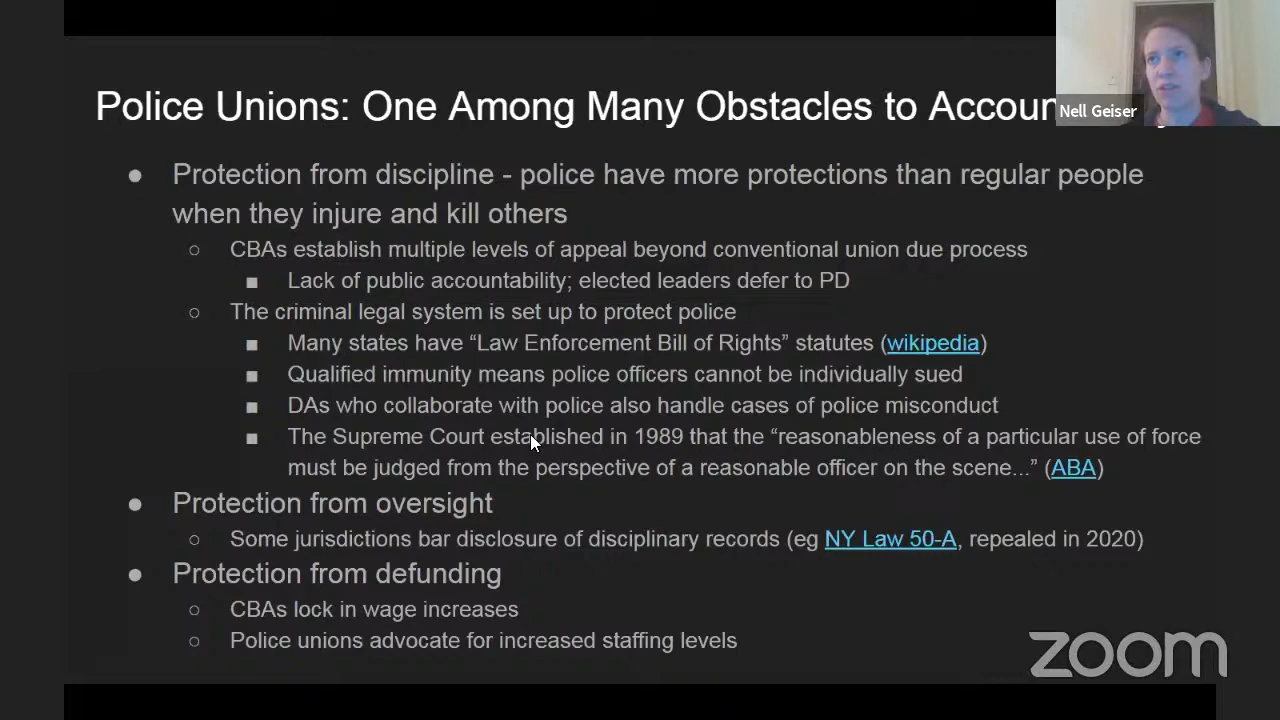 Police Unions: One Among Many Obstacles to Accoun
Nell Geiser
● Protection from discipline - police have more protections than regular people
when they injure and kill others
○ CBAs establish multiple levels of appeal beyond conventional union due process
■ Lack of public accountability; elected leaders defer to PD
○ The criminal legal system is set up to protect police
■ Many states have “Law Enforcement Bill of Rights” statutes (wikipedia)
■ Qualified immunity means police officers cannot be individually sued
■ DAs who collaborate with police also handle cases of police misconduct
■ The Supreme Court established in 1989 that the “reasonableness of a particular use of force
must be judged from the perspective of a reasonable officer on the scene...” (ABA)
● Protection from oversight
○ Some jurisdictions bar disclosure of disciplinary records (eg NY Law 50-A, repealed in 2020)
● Protection from defunding
○ CBAs lock in wage increases
○ Police unions advocate for increased staffing levels
zoom